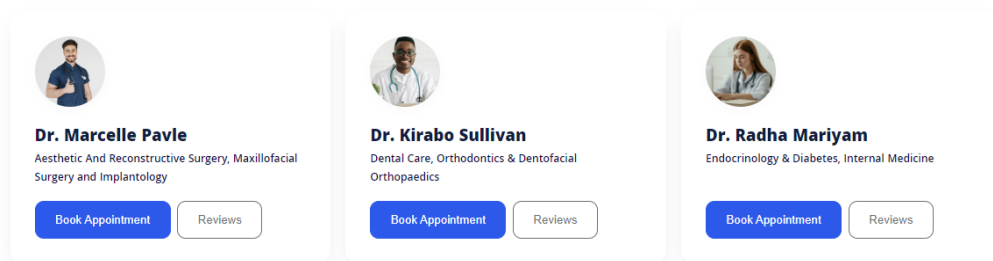 Dr. Marcelle Pavle
Aesthetic And Reconstructive Surgery, Maxillofacial
Surgery and Implantology
Book Appointment
Reviews
Dr. Kirabo Sullivan
Dental Care, Orthodontics & Dentofacial
Orthopaedics
Book Appointment
Reviews
Dr. Radha Mariyam
Endocrinology & Diabetes, Internal Medicine
Book Appointment
Reviews